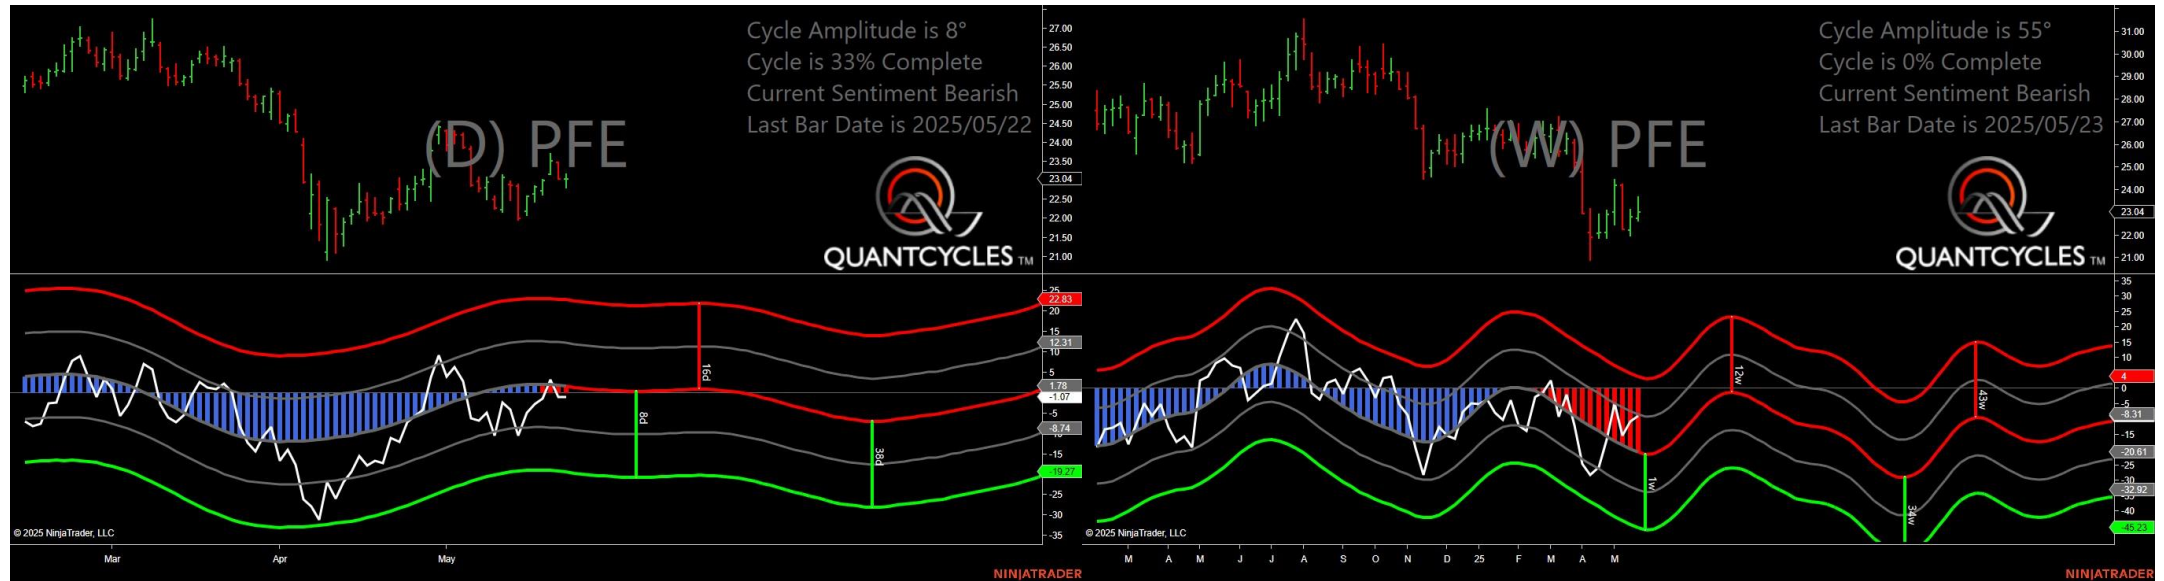 Cycle Amplitude is 8°
Cycle is 33% Complete
Current Sentiment Bearish
Last Bar Date is 2025/05/22
(D) PFE
QUANTCYCLES TM
27.00
26.50
26.00
25.50
25.00
24.50
24.00
23.50
23.04
22.50
22.00
21.50
21.00
25
22.83
20
15
12.31
10
5
1.78
-1.07
-5
-8.74
-15
-19.27
-25
-30
-35
16d
8d
38d
© 2025 NinjaTrader, LLC
Mar
Apr
May
NINJATRADER
Cycle Amplitude is 55°
Cycle is 0% Complete
Current Sentiment Bearish
Last Bar Date is 2025/05/23
(W) PFE
QUANTCYCLES TM
31.00
30.00
29.00
28.00
27.00
26.00
25.00
24.00
23.04
22.00
21.00
35
30
25
20
15
10
4
0
-5
-8.31
-15
-20.61
-25
-30
-32.92
-35
-40
-45.23
12w
43w
1w
34w
© 2025 NinjaTrader, LLC
M
A
M
J
J
A
S
O
N
D
25
F
M
A
M
NINJATRADER